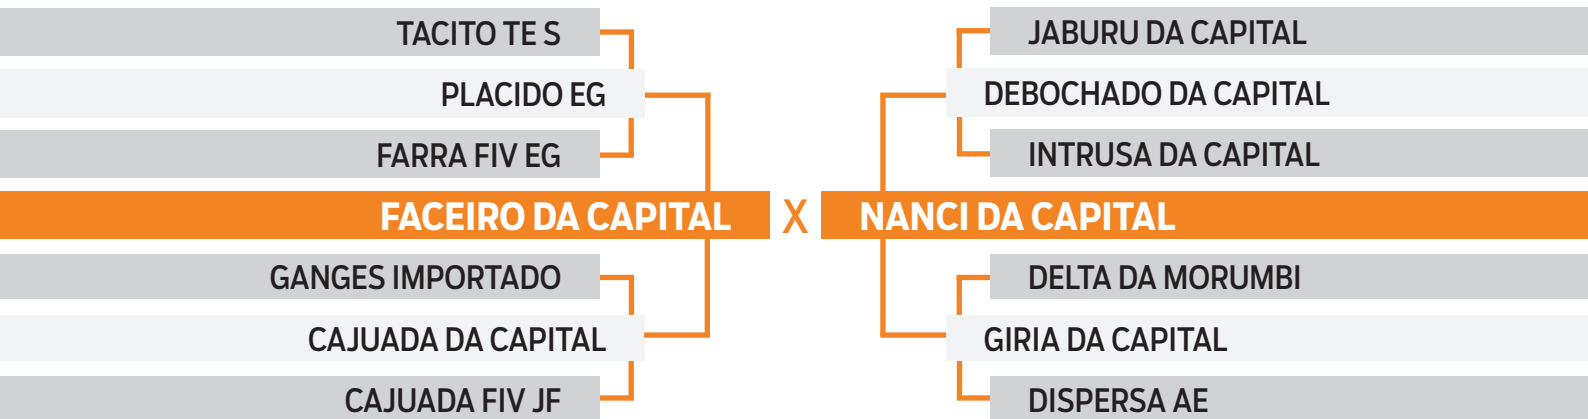 TACITO TE S
PLACIDO EG
FARRA FIV EG
FACEIRO DA CAPITAL X NANCI DA CAPITAL
GANGES IMPORTADO
CAJUADA DA CAPITAL
CAJUADA FIV JF
JABURU DA CAPITAL
DEBOCHADO DA CAPITAL
INTRUSA DA CAPITAL
DELTA DA MORUMBI
GIRIA DA CAPITAL
DISPERSA AE